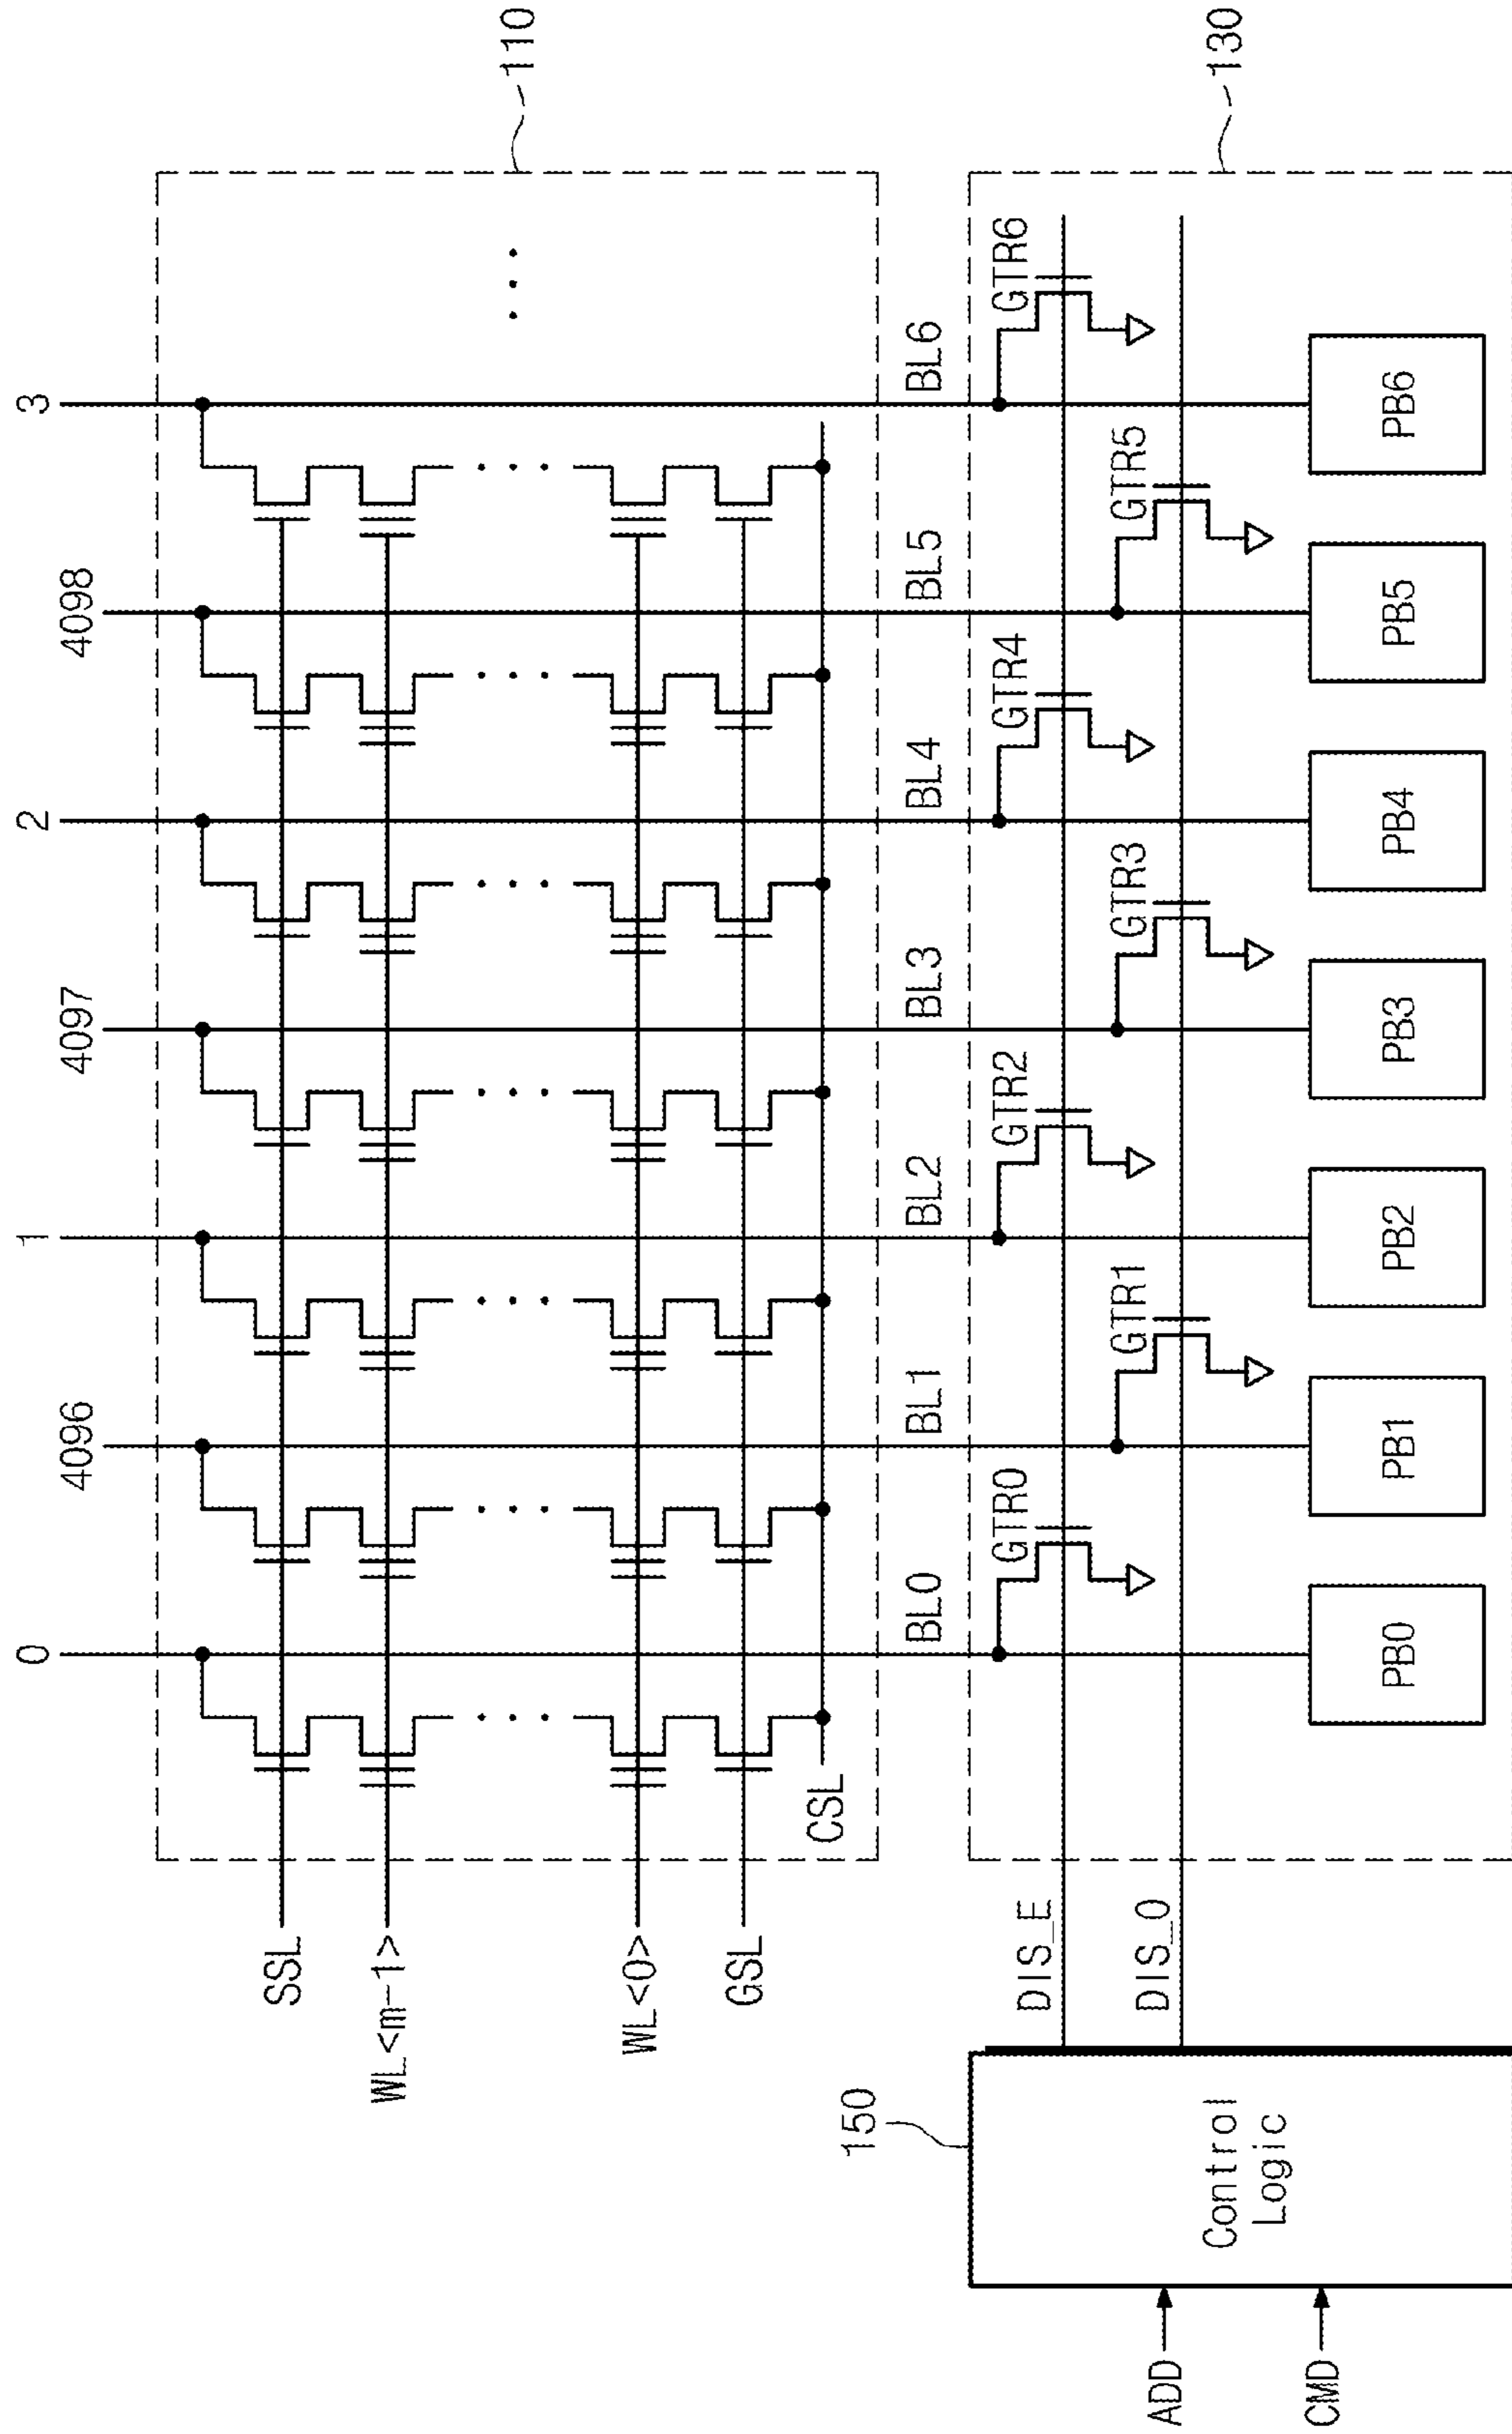 0
4096
1
4097
2
4098
3
SSL
WL<m-1>
WL<0>
GSL
CSL
110
BL0
BL1
BL2
BL3
BL4
BL5
BL6
150
DIS_E
DIS_O
GTR0
GTR1
GTR2
GTR3
GTR4
GTR5
GTR6
130
ADD
CMD
Control
Logic
PB0
PB1
PB2
PB3
PB4
PB5
PB6